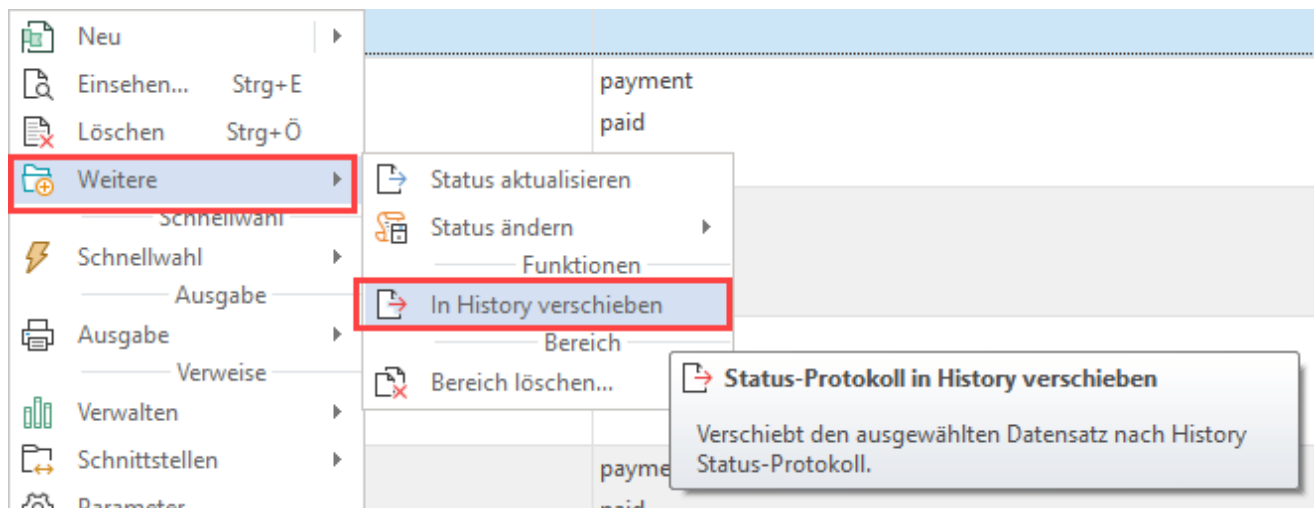 Neu
Einsehen... Strg+E
Löschen Strg+Ö
Weitere
Schnellwahl
Schnellwahl
Ausgabe
Ausgabe
Verweise
Verwalten
Schnittstellen
Parameter
payment
paid
Status aktualisieren
Status ändern
Funktionen
In History verschieben
Bereich
Bereich löschen...
Status-Protokoll in History verschieben
Verschiebt den ausgewählten Datensatz nach History
Status-Protokoll.
payme
paid